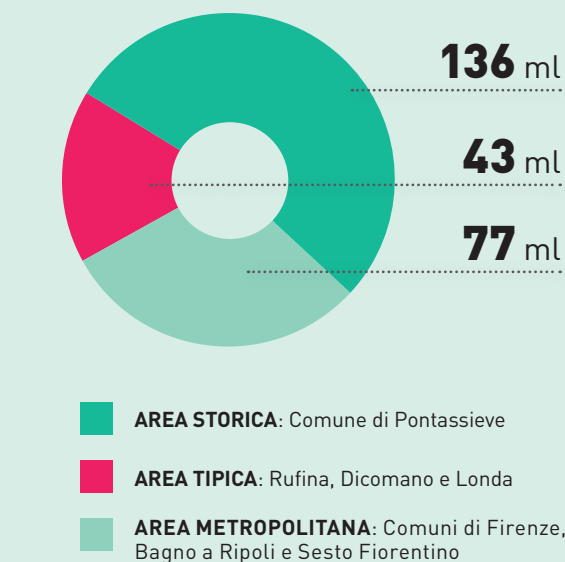 136 ml
43 ml
77 ml
AREA STORICA: Comune di Pontassieve
AREA TIPICA: Rufina, Dicomano e Londa
AREA METROPOLITANA: Comuni di Firenze,
Bagno a Ripoli e Sesto Fiorentino